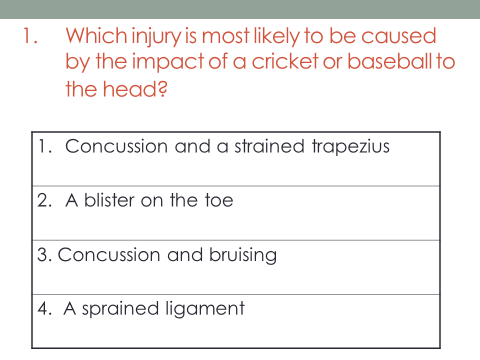 1. Which injury is most likely to be caused
by the impact of a cricket or baseball to
the head?
1. Concussion and a strained trapezius
2. A blister on the toe
3. Concussion and bruising
4. A sprained ligament